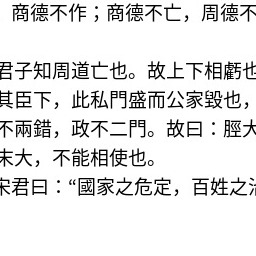 商德不作；商德不亡，周德不
君子知周道亡也。故上下相虧也
其臣下，此私門盛而公家毀也，
不兩錯，政不二門。故曰：脛大
末大，不能相使也。
宋君曰：“國家之危定，百姓之治